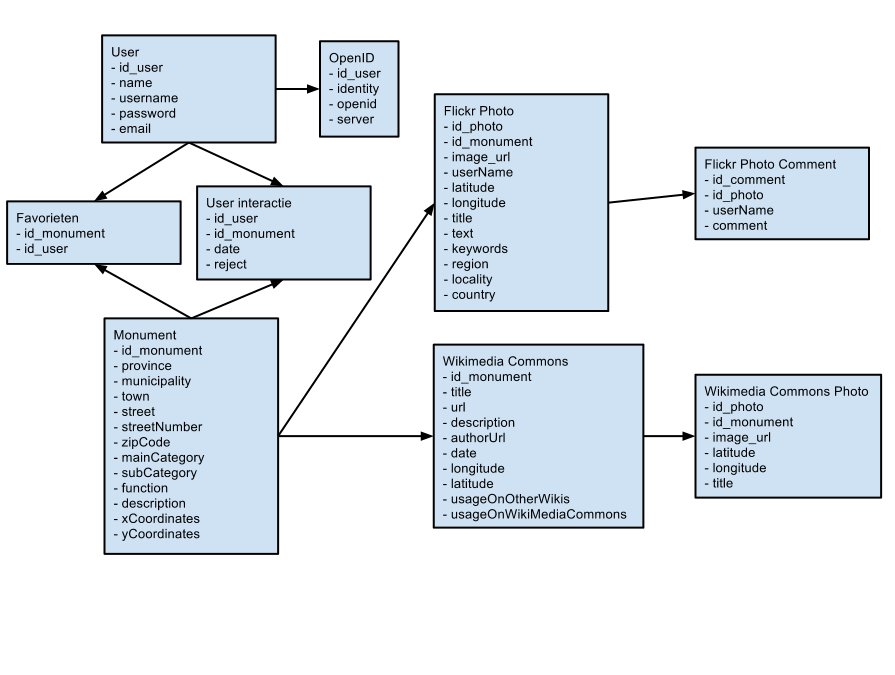 User
- id_user
- name
- username
- password
- email
OpenID
- id_user
- identity
- openid
- server
Favorieten
- id_monument
- id_user
User interactie
- id_user
- id_monument
- date
- reject
Monument
- id_monument
- province
- municipality
- town
- street
- streetNumber
- zipCode
- mainCategory
- subCategory
- function
- description
- xCoordinates
- yCoordinates
Flickr Photo
- id_photo
- id_monument
- image_url
- userName
- latitude
- longitude
- title
- text
- keywords
- region
- locality
- country
Flickr Photo Comment
- id_comment
- id_photo
- userName
- comment
Wikimedia Commons
- id_monument
- title
- url
- description
- authorUrl
- date
- longitude
- latitude
- usageOnOtherWikis
- usageOnWikiMediaCommons
Wikimedia Commons Photo
- id_photo
- id_monument
- image_url
- latitude
- longitude
- title